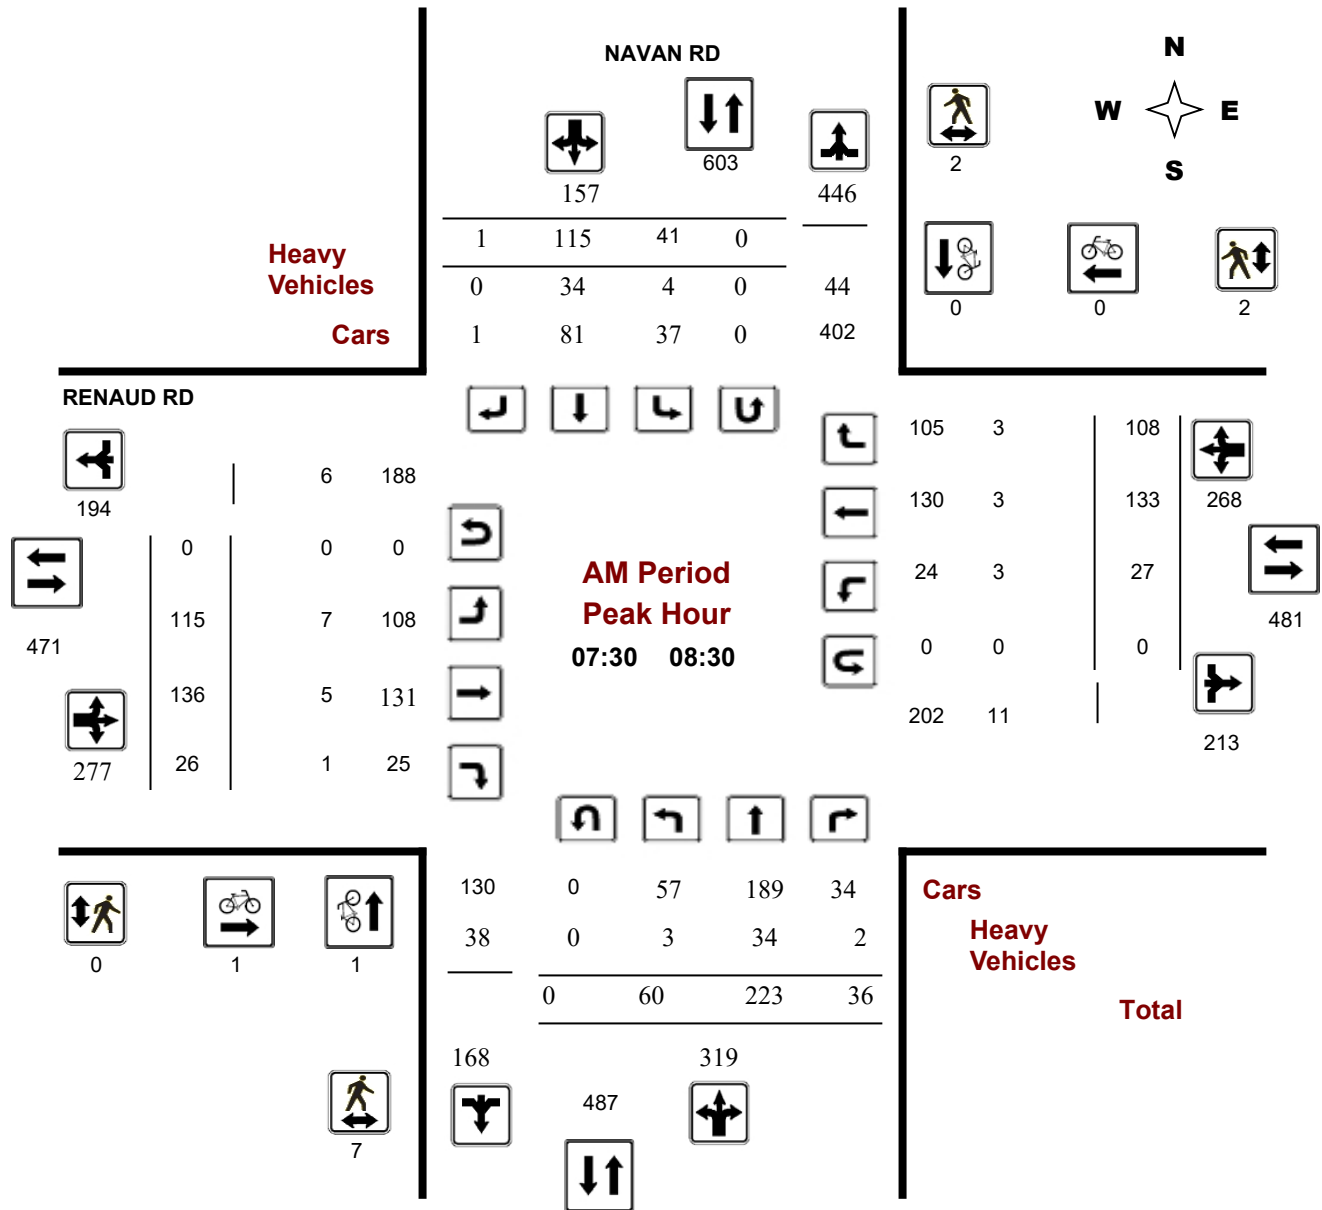 NAVAN RD
N
W E
S
603
2
157 446
1 115 41 0
Heavy
Vehicles
0 34 4 0 44
0 0 2
Cars
1 81 37 0 402
RENAUD RD
105 3 108
6 188
194
130 3 133 268
0 0 0
AM Period
24 3 27
Peak Hour
115 7 108
481
471
07:30 08:30
0 0 0
136 5 131
202 11
213
277
26 1 25
130 0 57 189 34
Cars
38 0 3 34 2
Heavy
Vehicles
0 1 1
0 60 223 36
Total
168 319
487
7